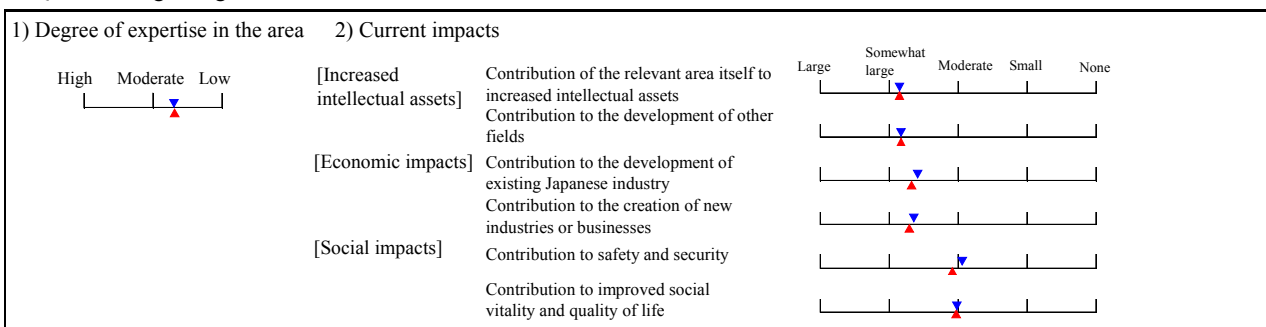 1) Degree of expertise in the area 2) Current impacts
High Moderate Low
Large Somewhat large Moderate Small None
[Increased intellectual assets]
Contribution of the relevant area itself to
increased intellectual assets
Contribution to the development of other
fields
[Economic impacts]
Contribution to the development of
existing Japanese industry
Contribution to the creation of new
industries or businesses
[Social impacts]
Contribution to safety and security
Contribution to improved social
vitality and quality of life